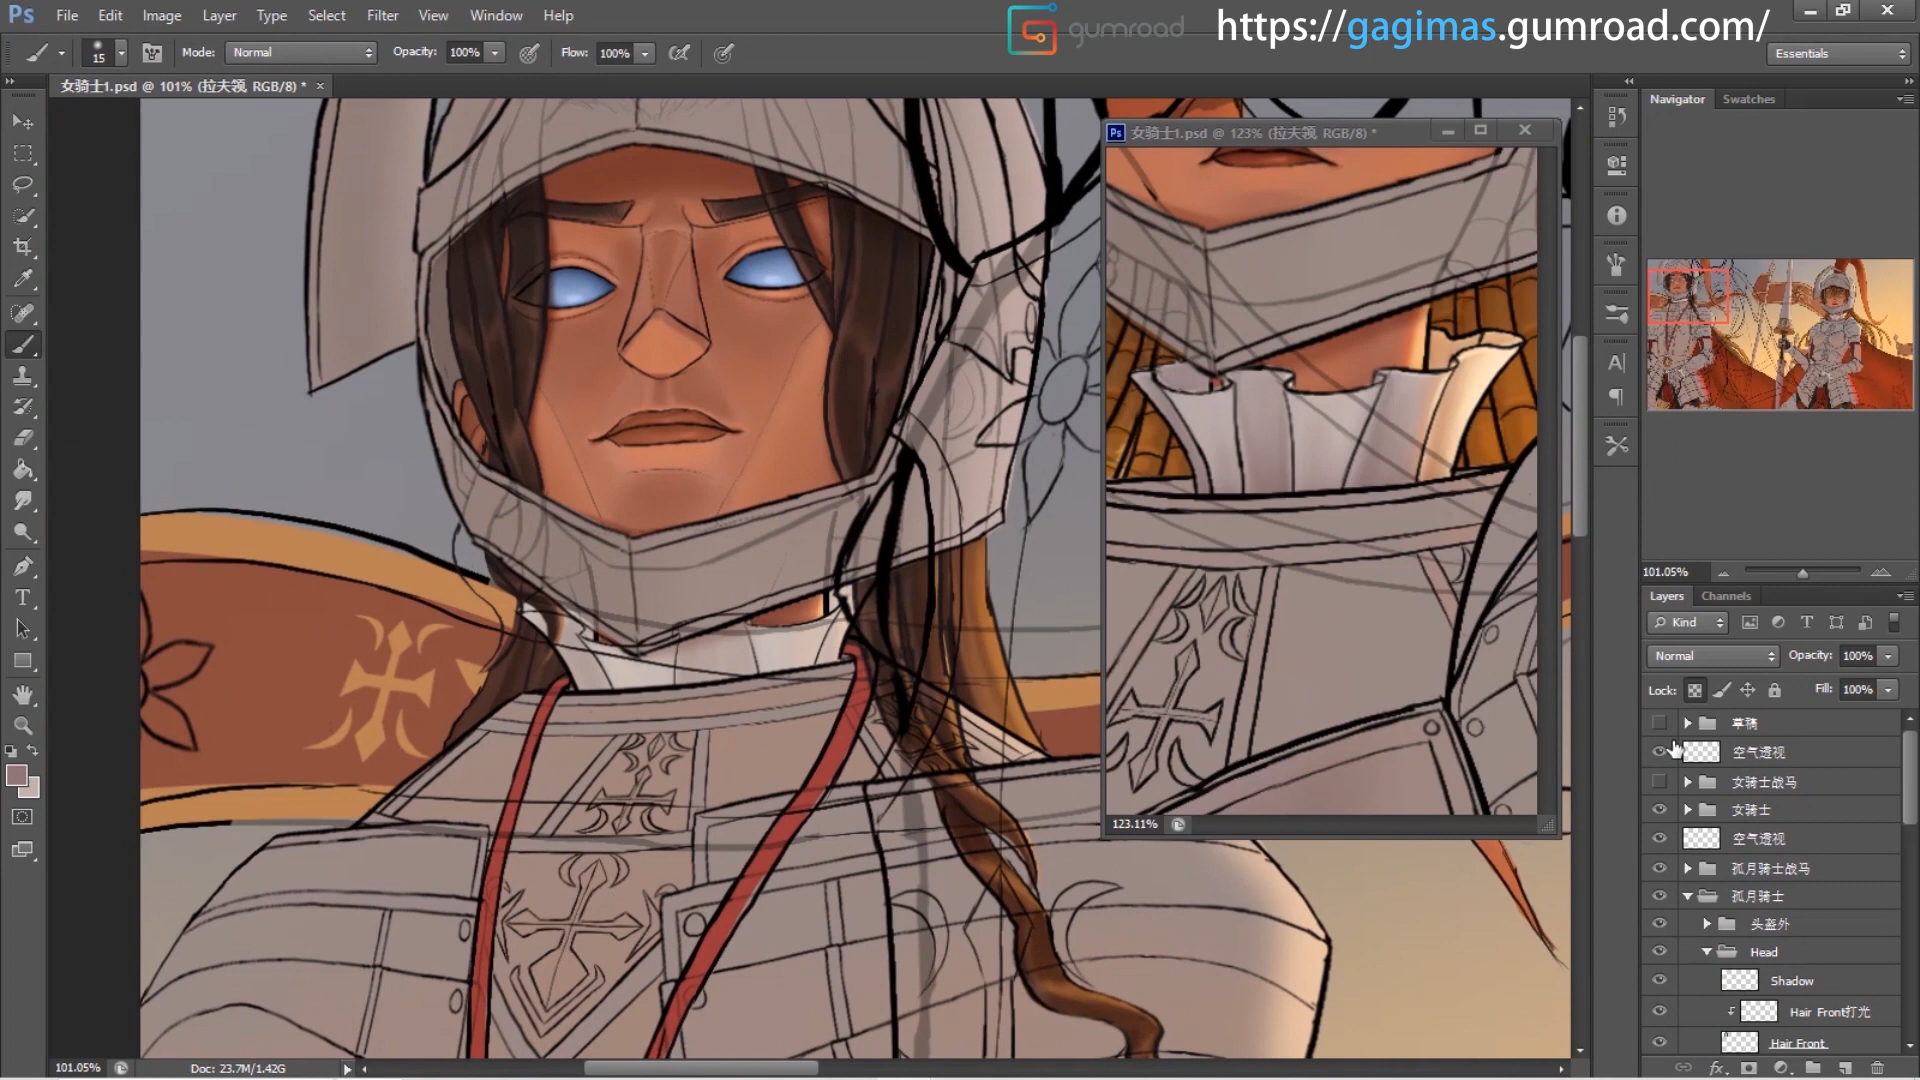 Ps File Edit Image Layer Type Select Filter View Window Help
gumroad https://gagimas.gumroad.com/
15 Mode: Normal Opacity: 100% Flow: 100% Essentials
女骑士1.psd @ 101% (拉夫领, RGB/8) * ×
Navigator Swatches
Ps 女骑士1.psd @ 123% (拉夫领, RGB/8) *
123.11%
101.05%
Layers Channels
Kind
Normal Opacity: 100%
Lock: Fill: 100%
草稿
空气透视
女骑士战马
女骑士
空气透视
孤月骑士战马
孤月骑士
头盔外
Head
Shadow
Hair Front打光
Hair Front
fx
101.05% Doc: 23.7M/1.42G